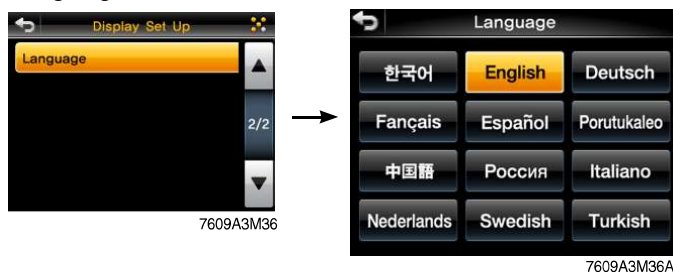 Display Set Up
Language
2/2
7609A3M36
Language
한국어 English Deutsch
Fançais Español Porutukaleo
中国語 Россия Italiano
Nederlands Swedish Turkish
7609A3M36A